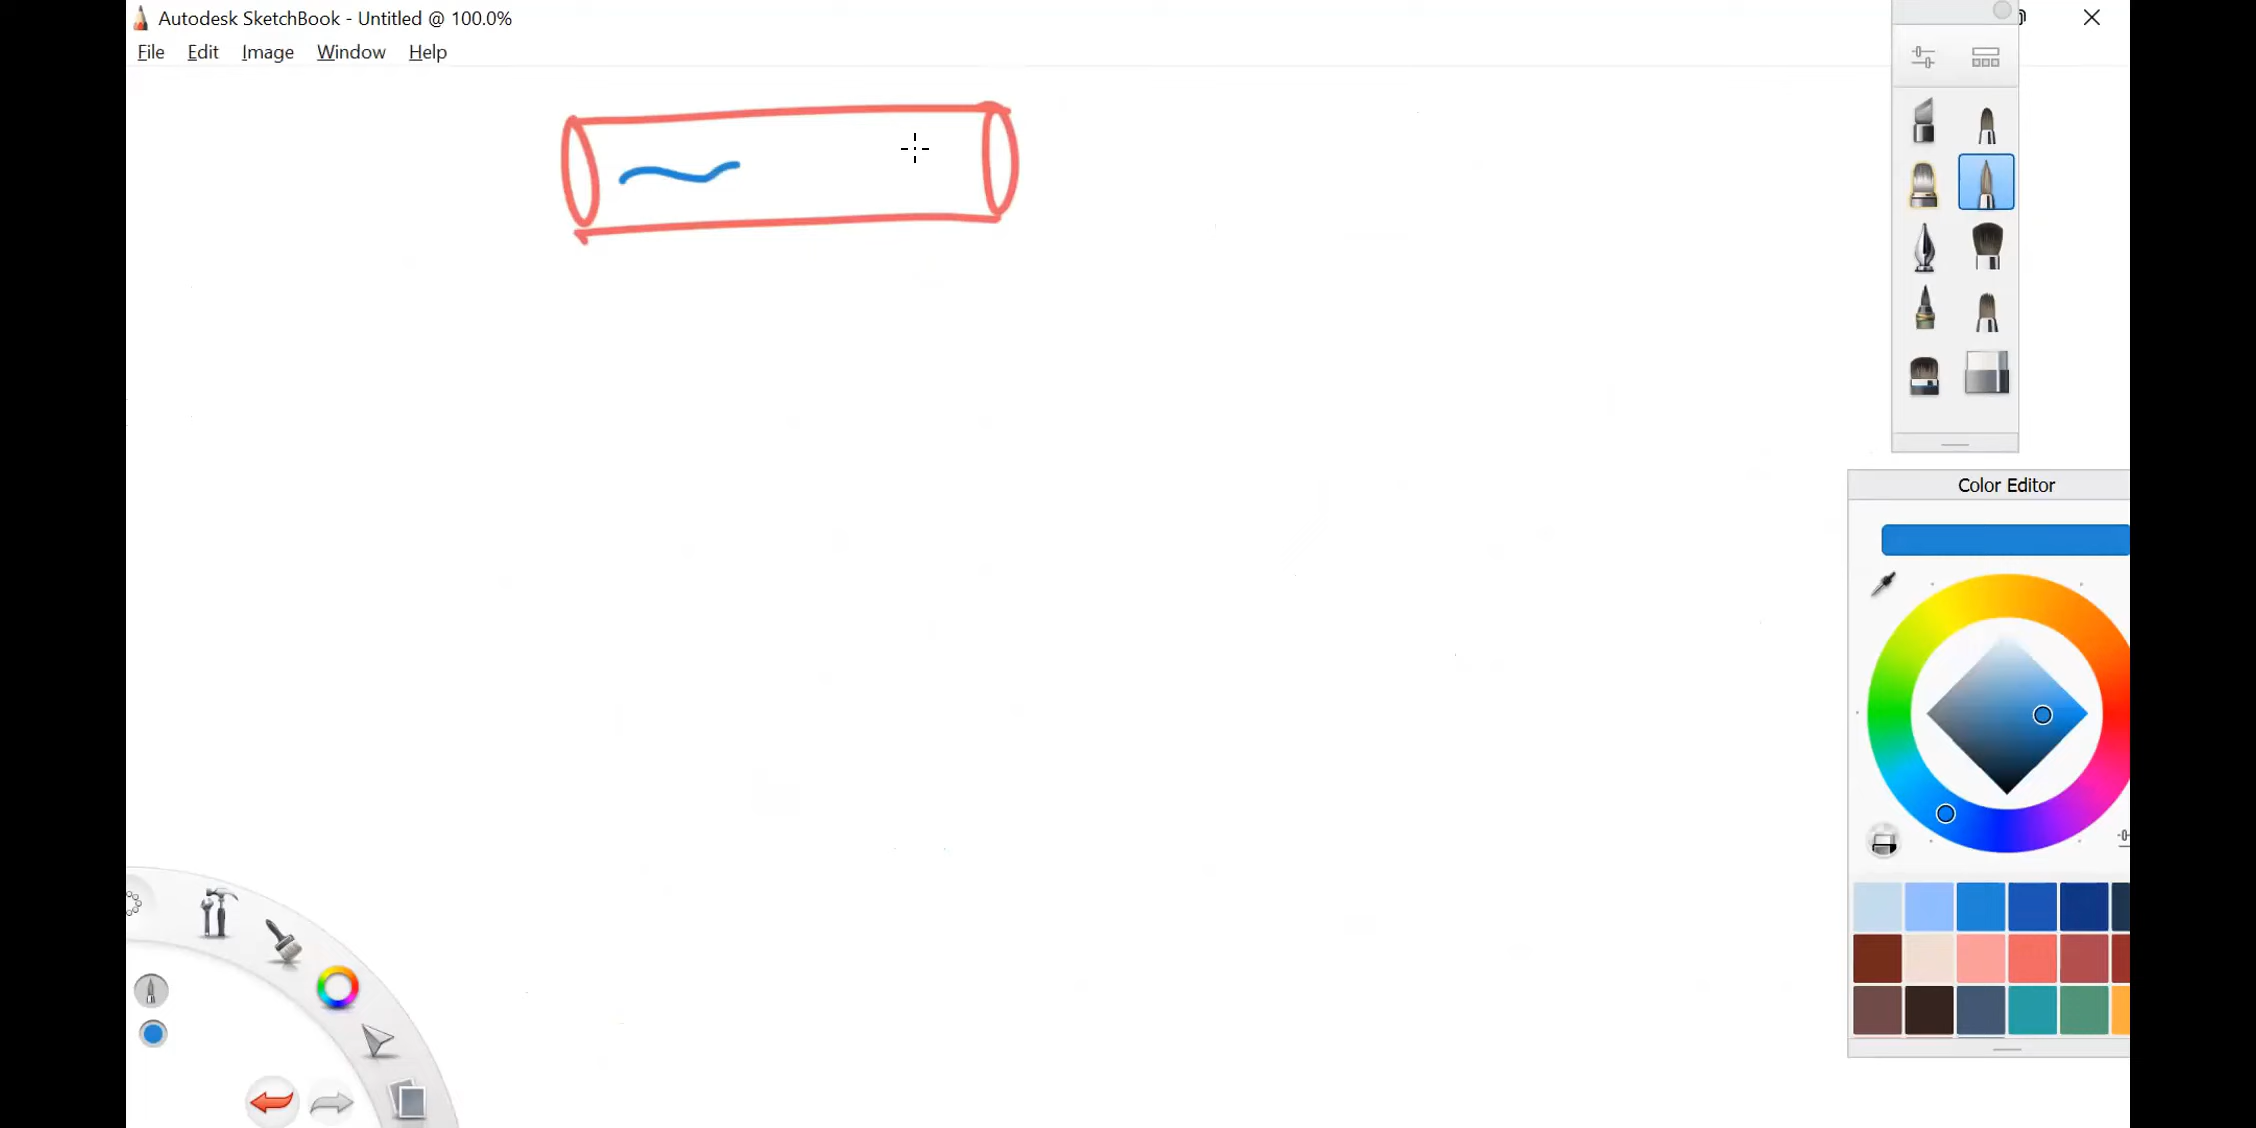 Autodesk SketchBook - Untitled @ 100.0%
File Edit Image Window Help
Color Editor